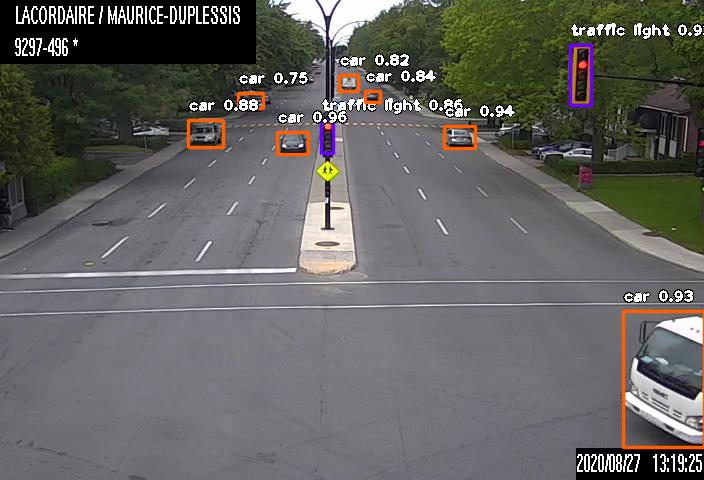 LACORDAIRE / MAURICE-DUPLESSIS
9297-496 *
traffic light 0.9
car 0.82
car 0.75
car 0.84
car 0.88
traffic light 0.86
car 0.94
car 0.96
car 0.93
GMC
2020/08/27 13:19:25